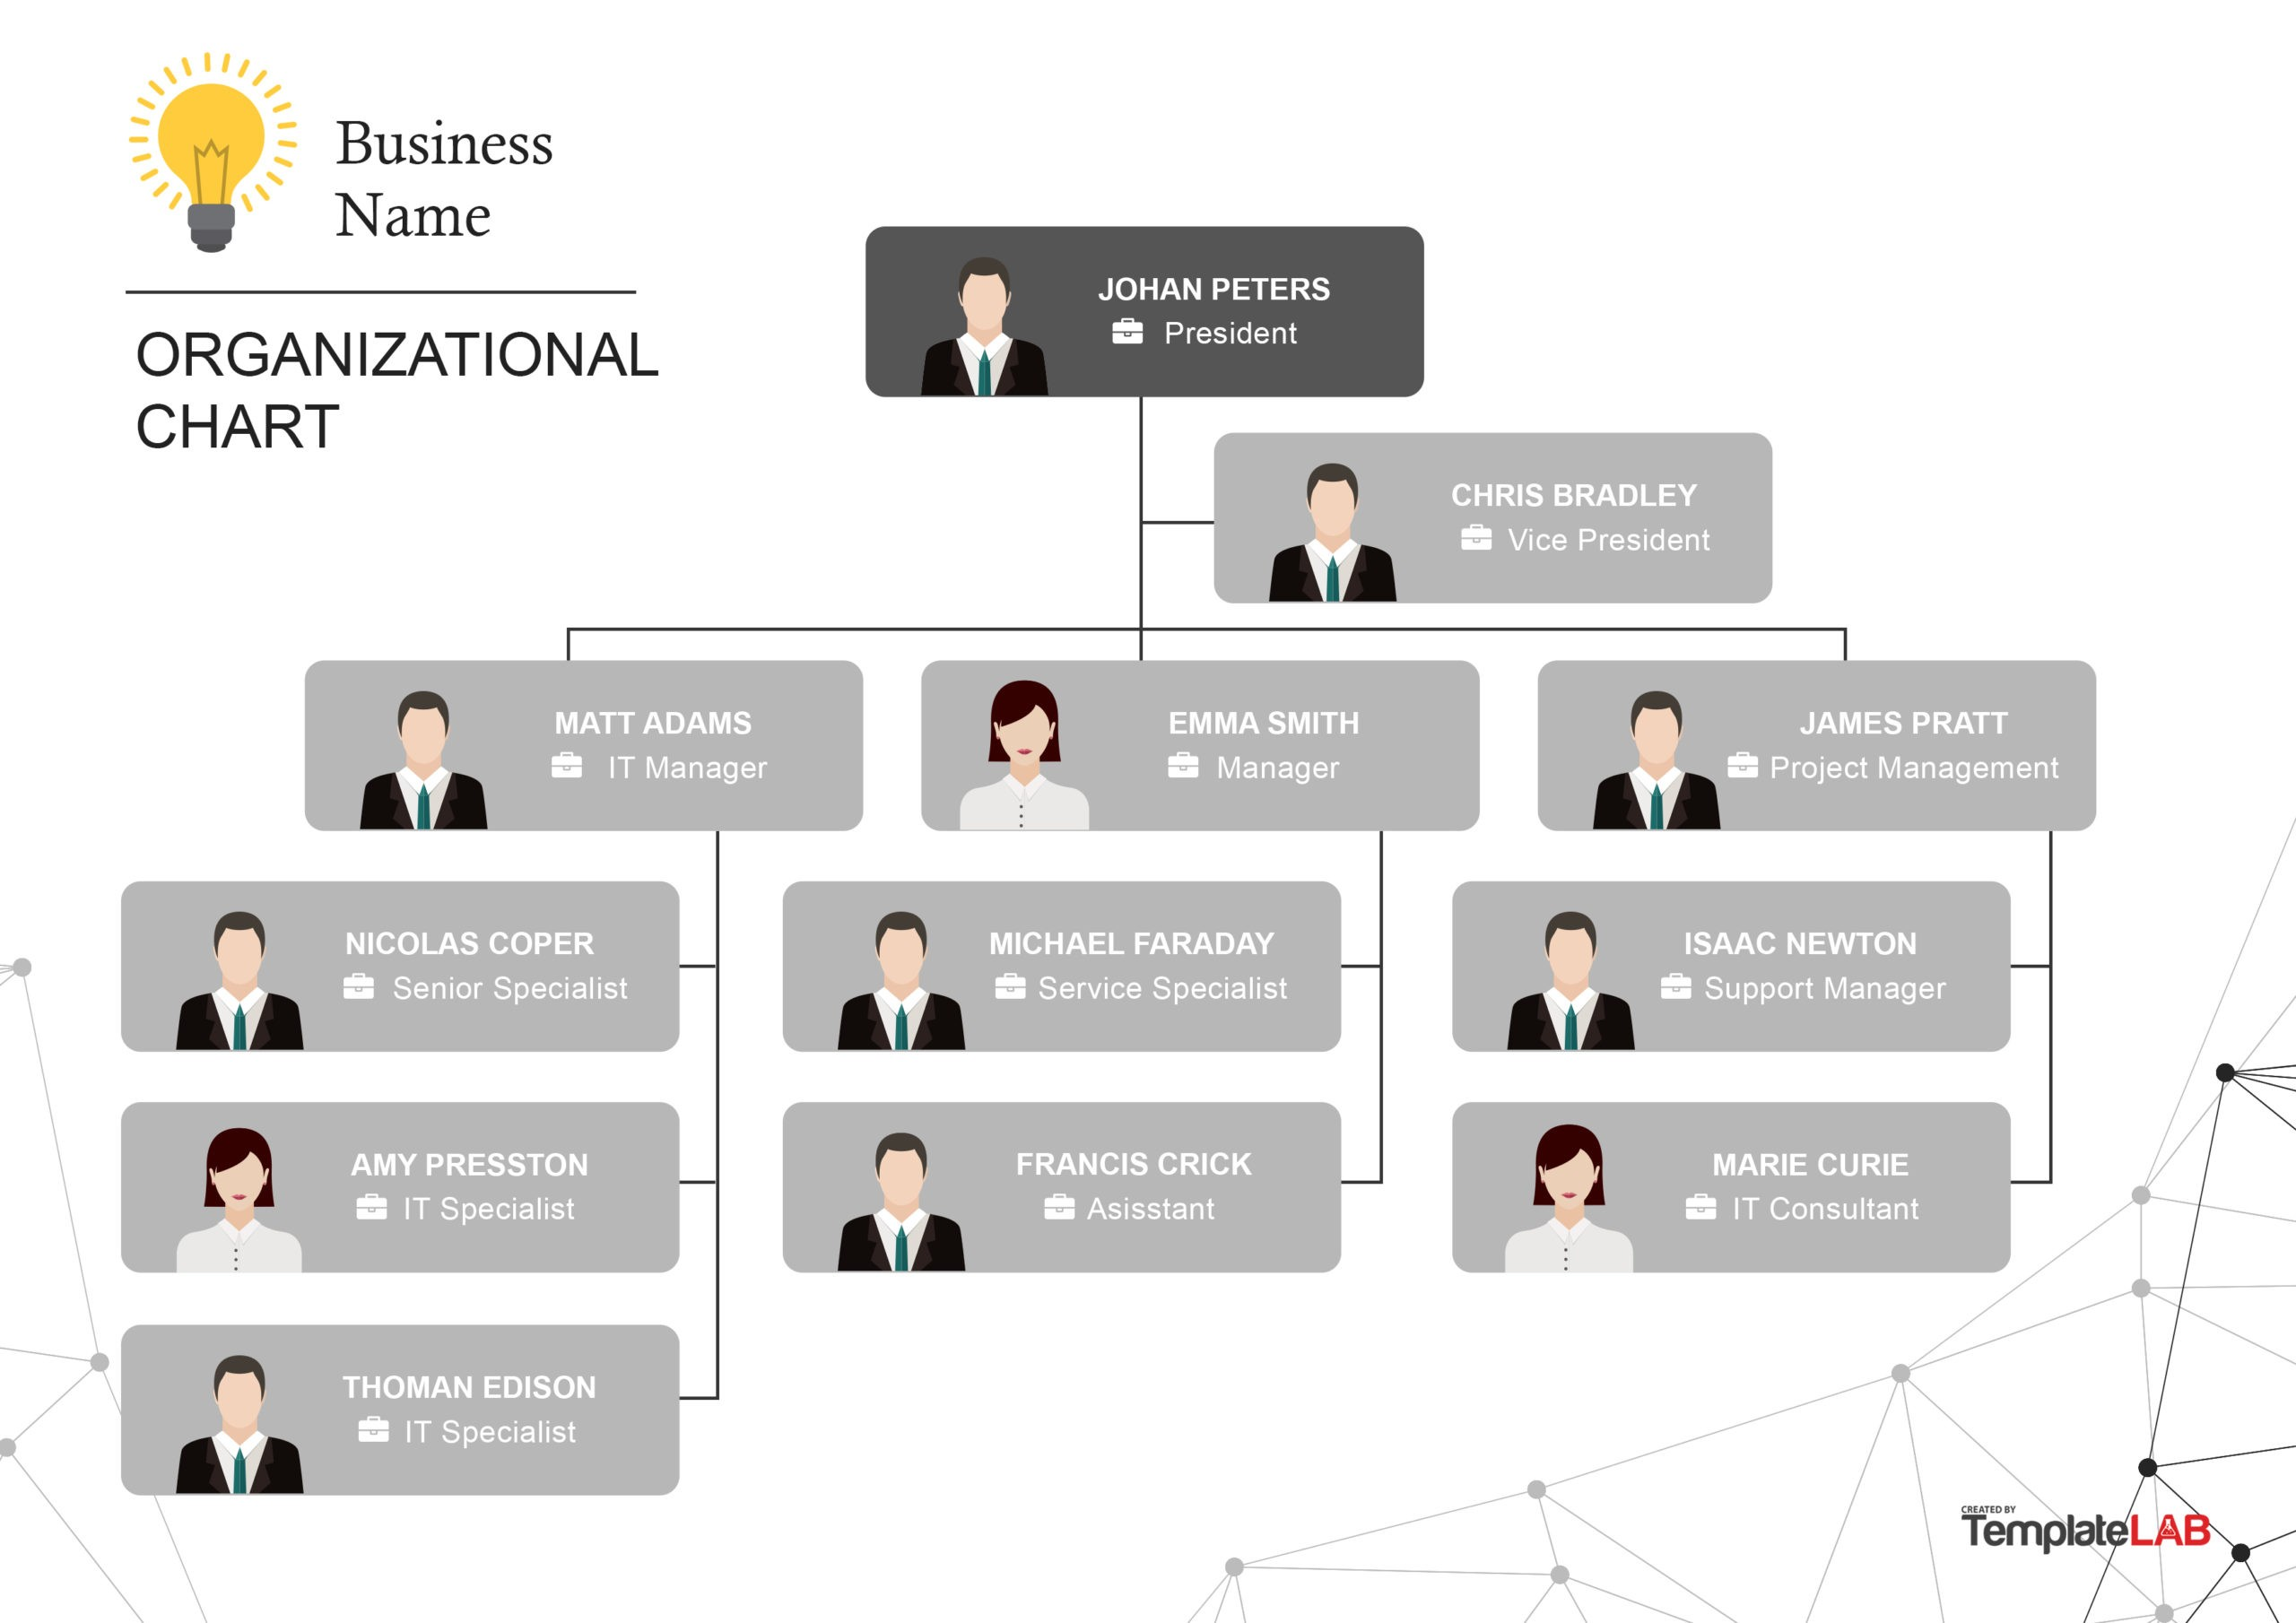 Business
Name
ORGANIZATIONAL
CHART
JOHAN PETERS
President
CHRIS BRADLEY
Vice President
MATT ADAMS
IT Manager
EMMA SMITH
Manager
JAMES PRATT
Project Management
NICOLAS COPER
Senior Specialist
MICHAEL FARADAY
Service Specialist
ISAAC NEWTON
Support Manager
AMY PRESSTON
IT Specialist
FRANCIS CRICK
Asisstant
MARIE CURIE
IT Consultant
THOMAN EDISON
IT Specialist
CREATED BY
TemplateLAB